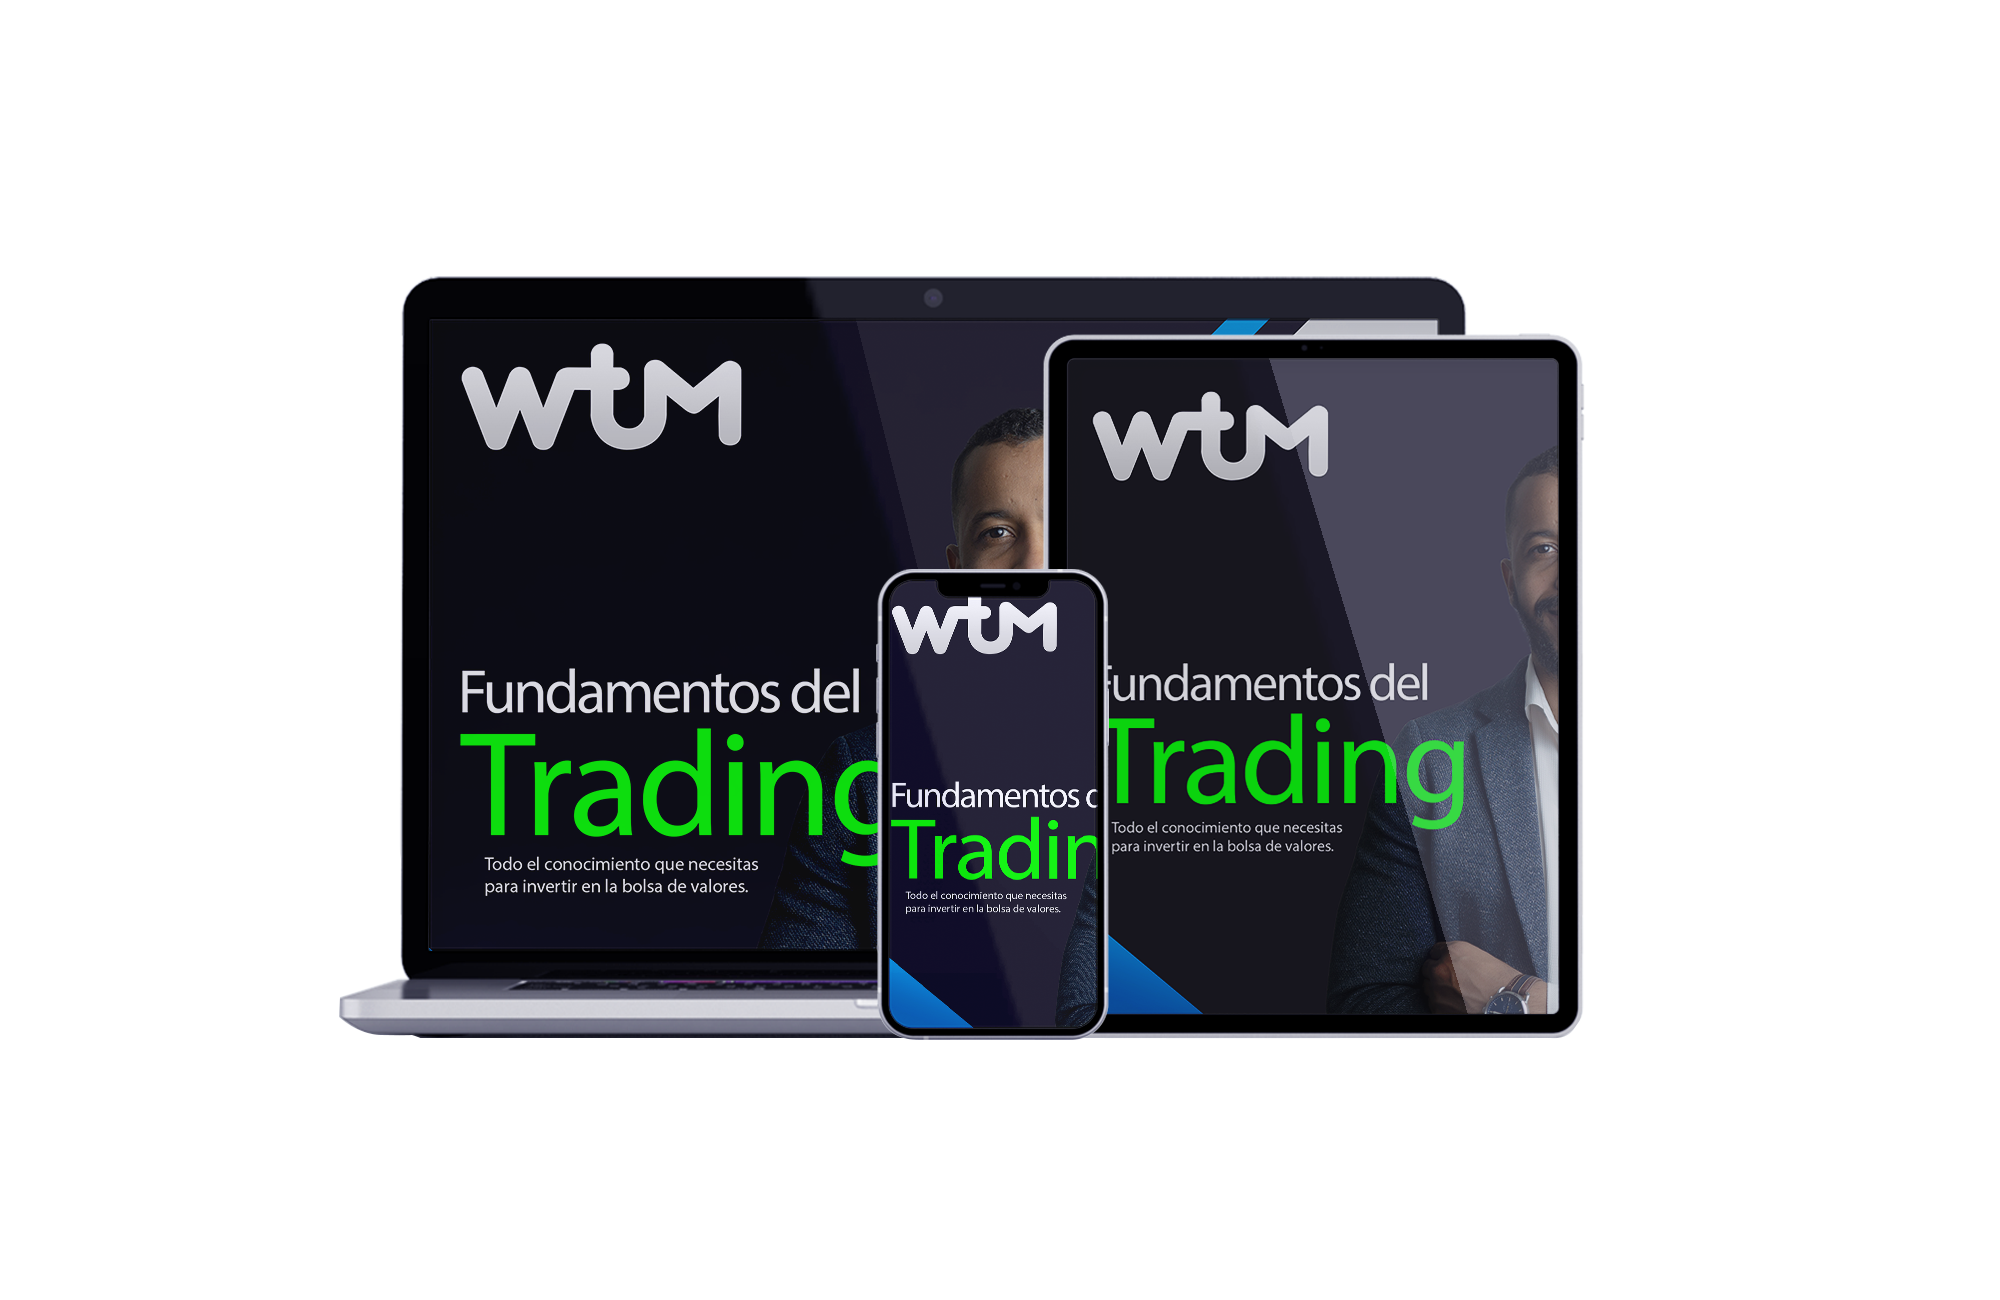 wtm
Fundamentos del
Trading
Todo el conocimiento que necesitas
para invertir en la bolsa de valores.
wtm
Fundamentos d
Tradin
Todo el conocimiento que necesitas
para invertir en la bolsa de valores.
wtm
Fundamentos del
Trading
Todo el conocimiento que necesitas
para invertir en la bolsa de valores.